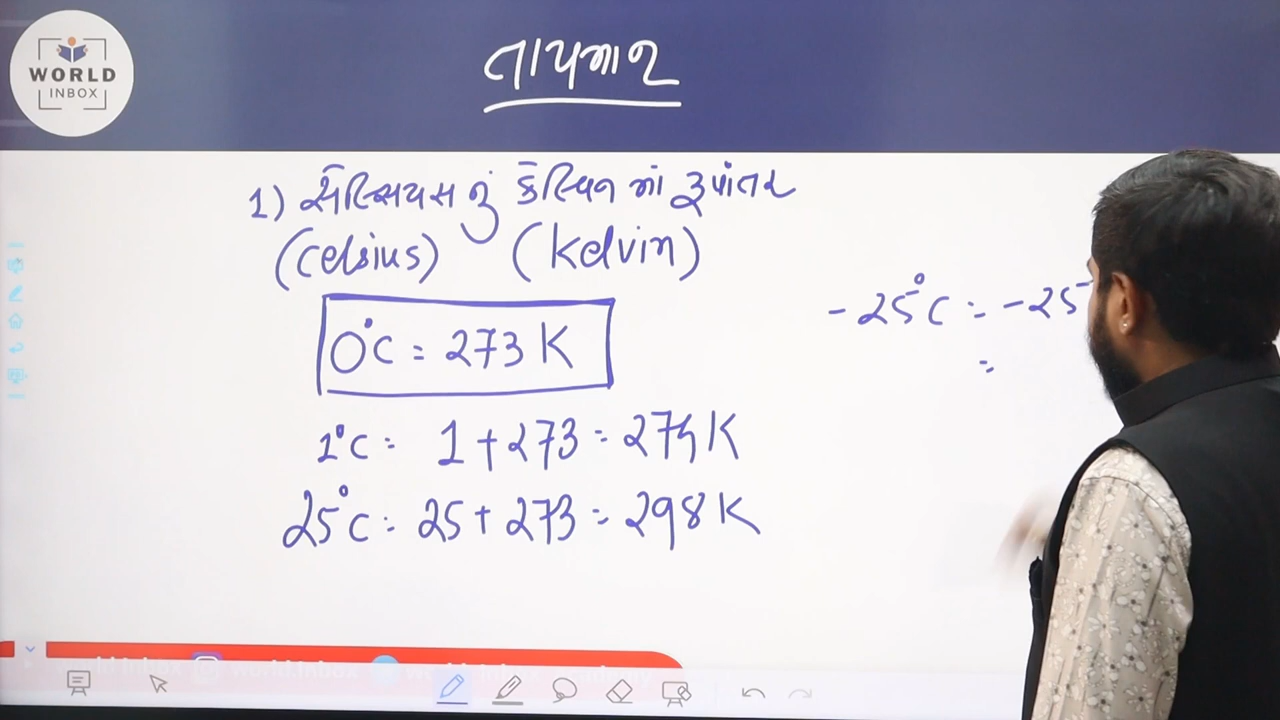 WORLD
INBOX
તાપમાન
1) સેલ્સિયસ નું કેલ્વિન માં રૂપાંતર
(Celsius) (Kelvin)
0°C = 273 K
1°C = 1 + 273 = 274 K
25°C = 25 + 273 = 298 K
-25°C = -25
=